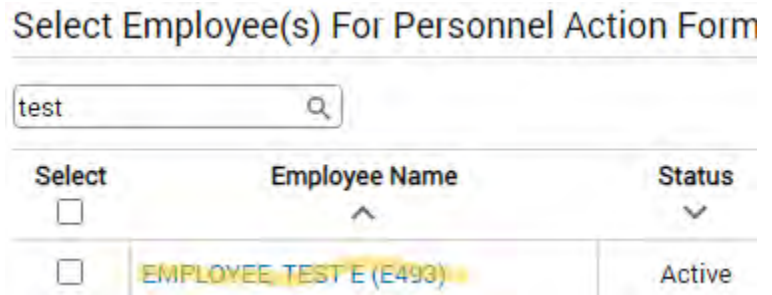 Select Employee(s) For Personnel Action Form
test
Select Employee Name Status
EMPLOYEE, TEST E (E493) Active